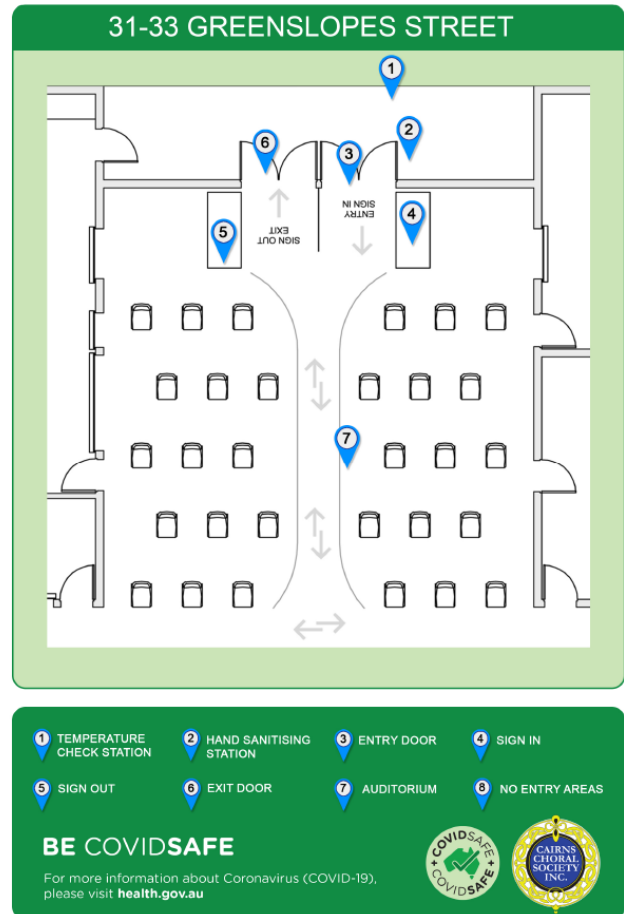 31-33 GREENSLOPES STREET
1
2
6
3
4
5
ENTRY
SIGN IN
SIGN OUT
EXIT
7
1 TEMPERATURE
CHECK STATION
2 HAND SANITISING
STATION
3 ENTRY DOOR
4 SIGN IN
5 SIGN OUT
6 EXIT DOOR
7 AUDITORIUM
8 NO ENTRY AREAS
BE COVIDSAFE
For more information about Coronavirus (COVID-19),
please visit health.gov.au
COVIDSAFE
COVIDSAFE
CAIRNS
CHORAL
SOCIETY
INC.